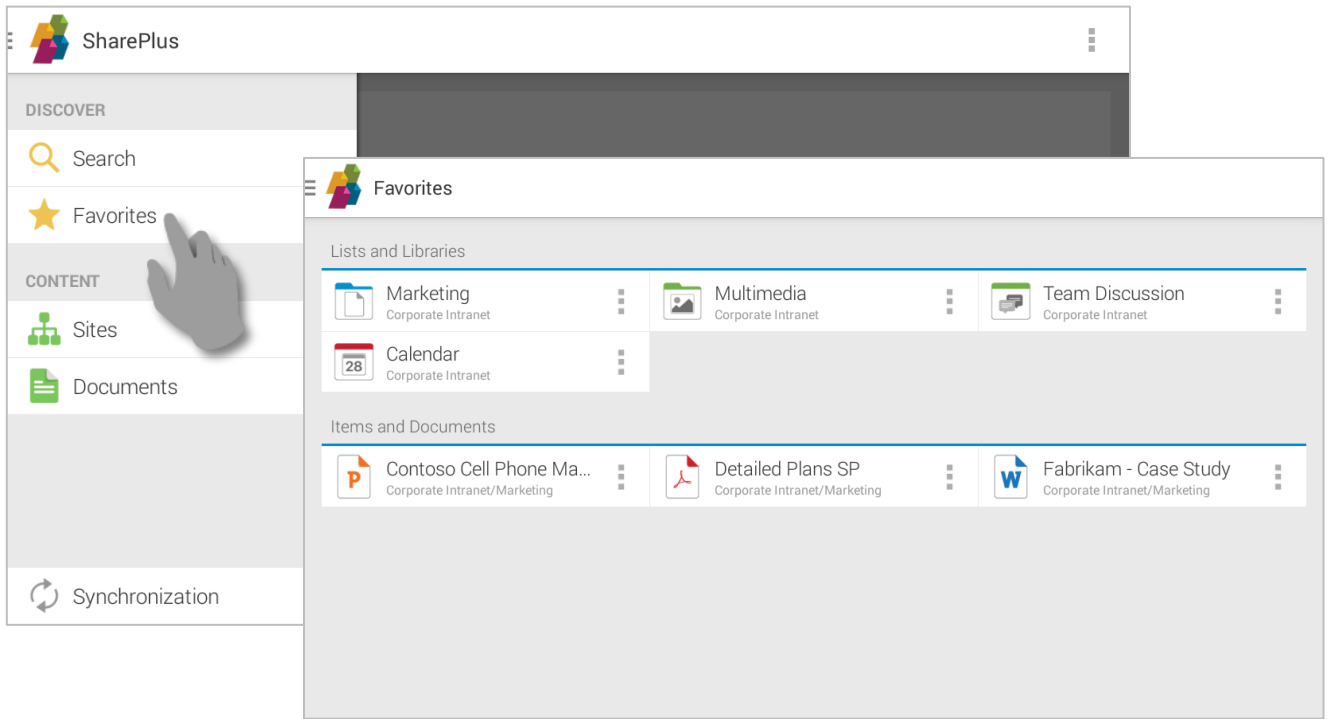 SharePlus
DISCOVER
Search
Favorites
CONTENT
Sites
Documents
Synchronization
Favorites
Lists and Libraries
Marketing
Corporate Intranet
Multimedia
Corporate Intranet
Team Discussion
Corporate Intranet
28
Calendar
Corporate Intranet
Items and Documents
P
Contoso Cell Phone Ma...
Corporate Intranet/Marketing
Detailed Plans SP
Corporate Intranet/Marketing
W
Fabrikam - Case Study
Corporate Intranet/Marketing